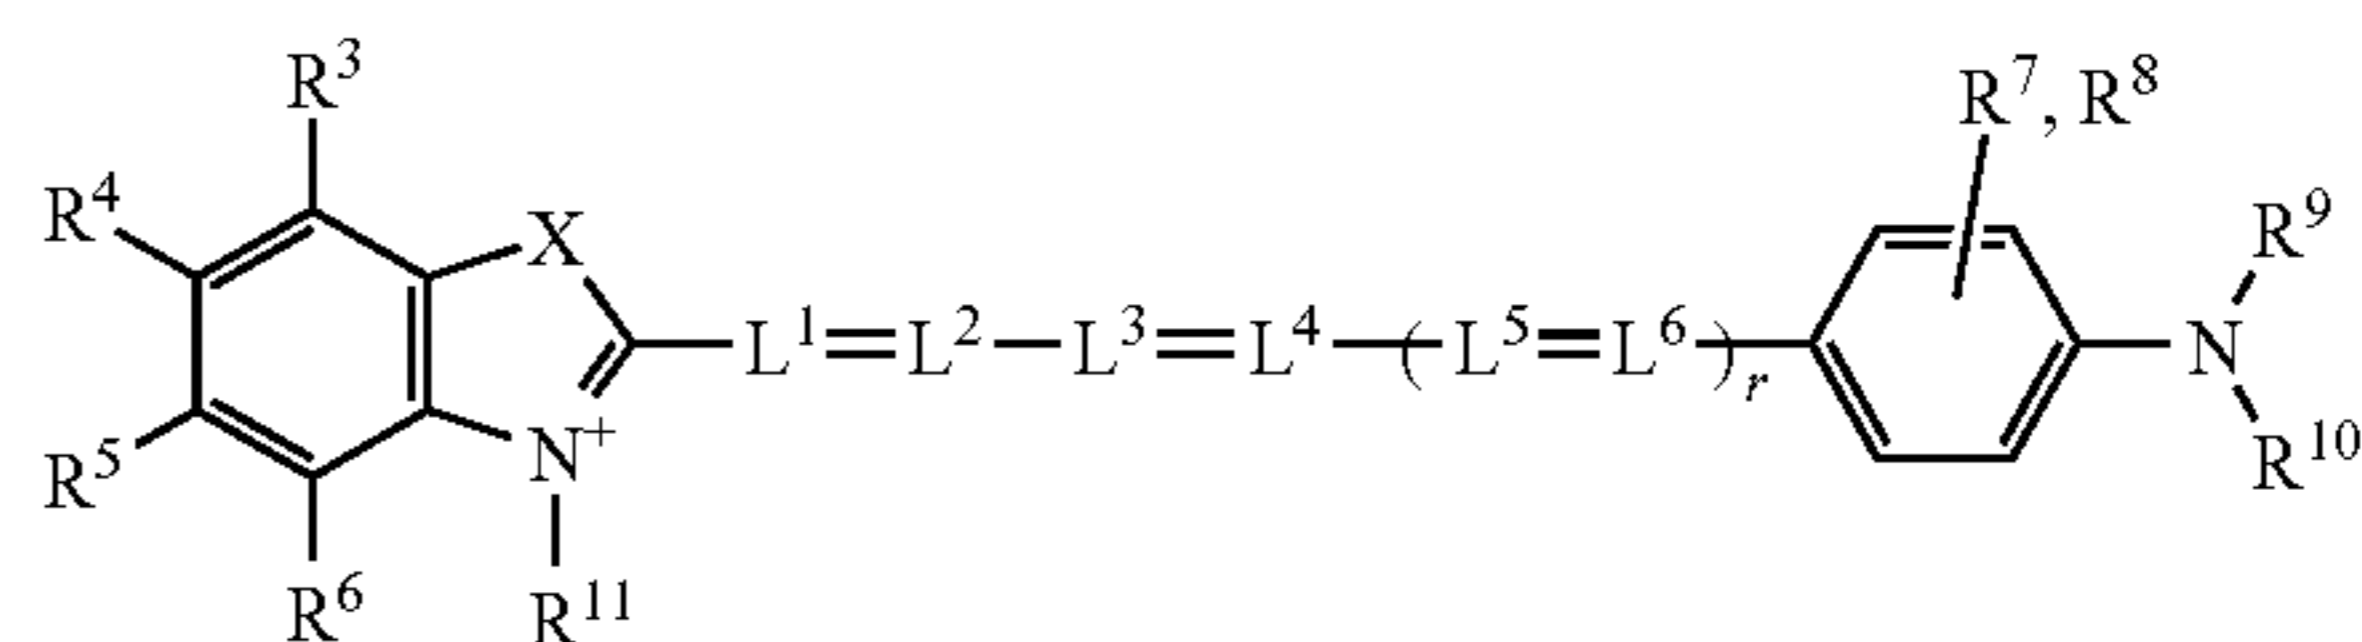 R³ R⁷, R⁸
R⁴ X R⁹
L¹=L²—L³=L⁴—(L⁵=L⁶)r N
R⁵ N⁺ R¹⁰
R⁶ R¹¹